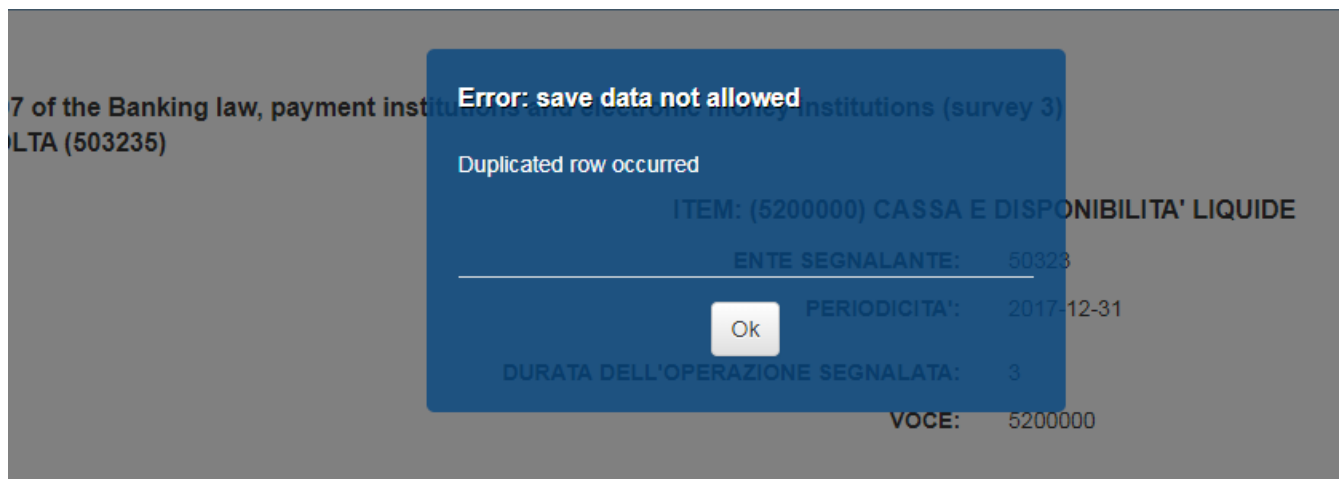 7 of the Banking law, payment institutions and electronic money institutions (survey 3)
LTA (503235)
Error: save data not allowed
Duplicated row occurred
ITEM: (5200000) CASSA E DISPONIBILITA' LIQUIDE
ENTE SEGNALANTE: 50323
PERIODICITA': 2017-12-31
Ok
DURATA DELL'OPERAZIONE SEGNALATA: 3
VOCE: 5200000